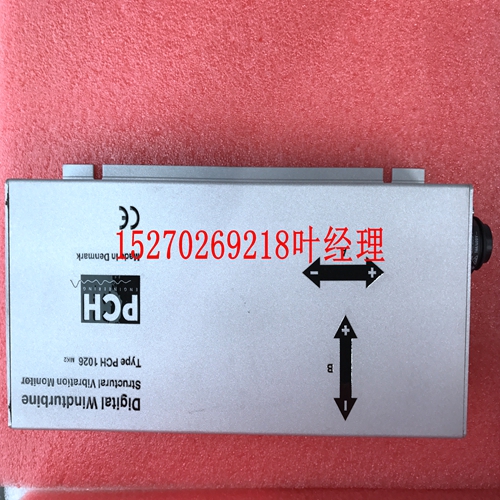 Digital Windturbine
Structural Vibration Monitor
Type PCH 1026 MK2
PCH
ENGINEERING
Made in Denmark
CE
15270269218叶经理
A
- +
B
+
-